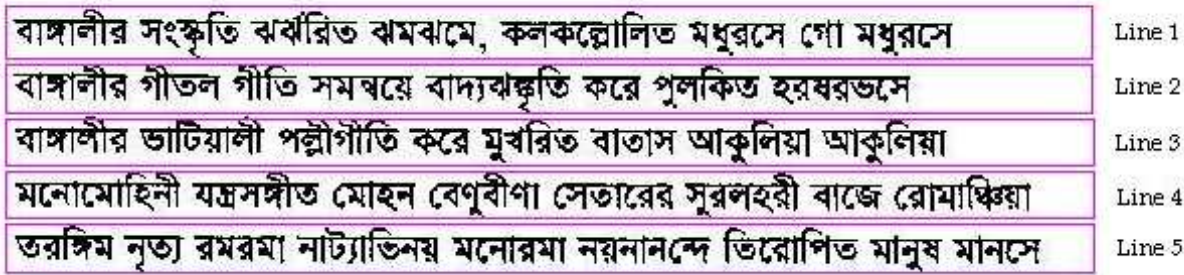 বাঙ্গালীর সংস্কৃতি ঝর্ঝরিত ঝমঝমে, কলকল্লোলিত মধুরসে গো মধুরসে Line 1
বাঙ্গালীর গীতল গীতি সমন্বয়ে বাদ্যঝঙ্কৃতি করে পুলকিত হরষরভসে Line 2
বাঙ্গালীর ভাটিয়ালী পল্লীগীতি করে মুখরিত বাতাস আকুলিয়া আকুলিয়া Line 3
মনোমোহিনী যন্ত্রসঙ্গীত মোহন বেণুবীণা সেতারের সুরলহরী বাজে রোমাঞ্চিয়া Line 4
তরঙ্গিম নৃত্য রমরমা নাট্যাভিনয় মনোরমা নয়নানন্দে তিরোপিত মানুষ মানসে Line 5